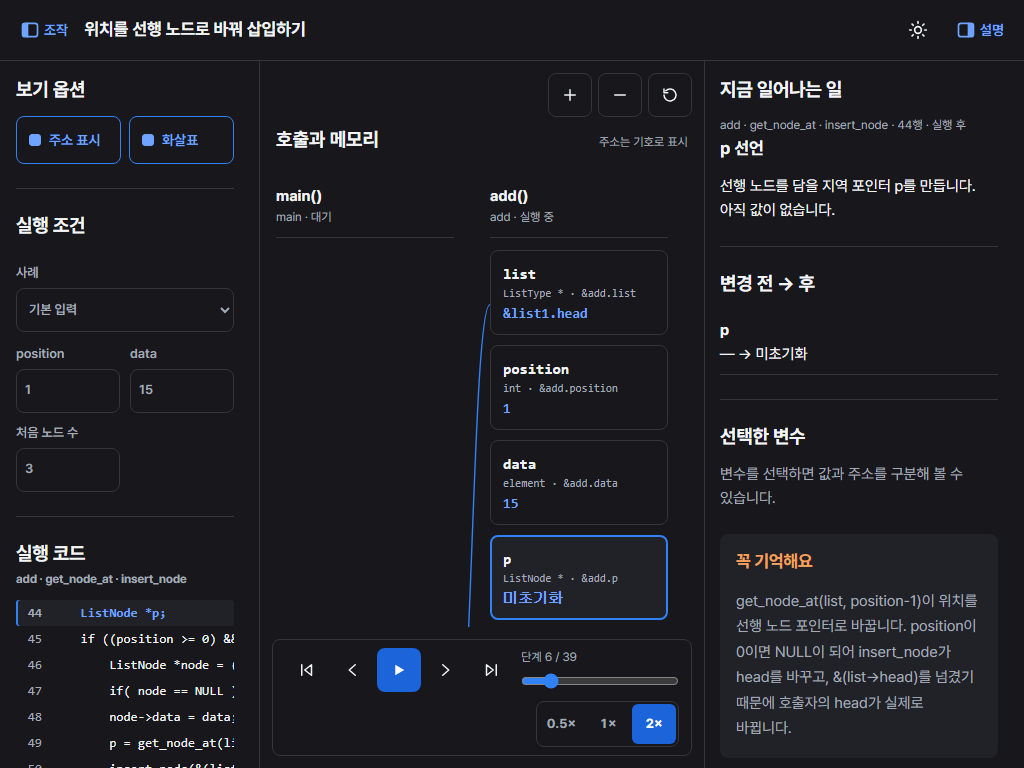 조작
위치를 선행 노드로 바꿔 삽입하기
설명
보기 옵션
주소 표시
화살표
실행 조건
사례
기본 입력
position
data
1
15
처음 노드 수
3
실행 코드
add · get_node_at · insert_node
44 ListNode *p;
45 if ((position >= 0) &&
46 ListNode *node = (
47 if( node == NULL )
48 node->data = data;
49 p = get_node_at(li
호출과 메모리
주소는 기호로 표시
main()
main · 대기
add()
add · 실행 중
list
ListType * · &add.list
&list1.head
position
int · &add.position
1
data
element · &add.data
15
p
ListNode * · &add.p
미초기화
단계 6 / 39
0.5×
1×
2×
지금 일어나는 일
add · get_node_at · insert_node · 44행 · 실행 후
p 선언
선행 노드를 담을 지역 포인터 p를 만듭니다.
아직 값이 없습니다.
변경 전 → 후
p
— → 미초기화
선택한 변수
변수를 선택하면 값과 주소를 구분해 볼 수
있습니다.
꼭 기억해요
get_node_at(list, position-1)이 위치를
선행 노드 포인터로 바꿉니다. position이
0이면 NULL이 되어 insert_node가
head를 바꾸고, &(list→head)를 넘겼기
때문에 호출자의 head가 실제로
바뀝니다.